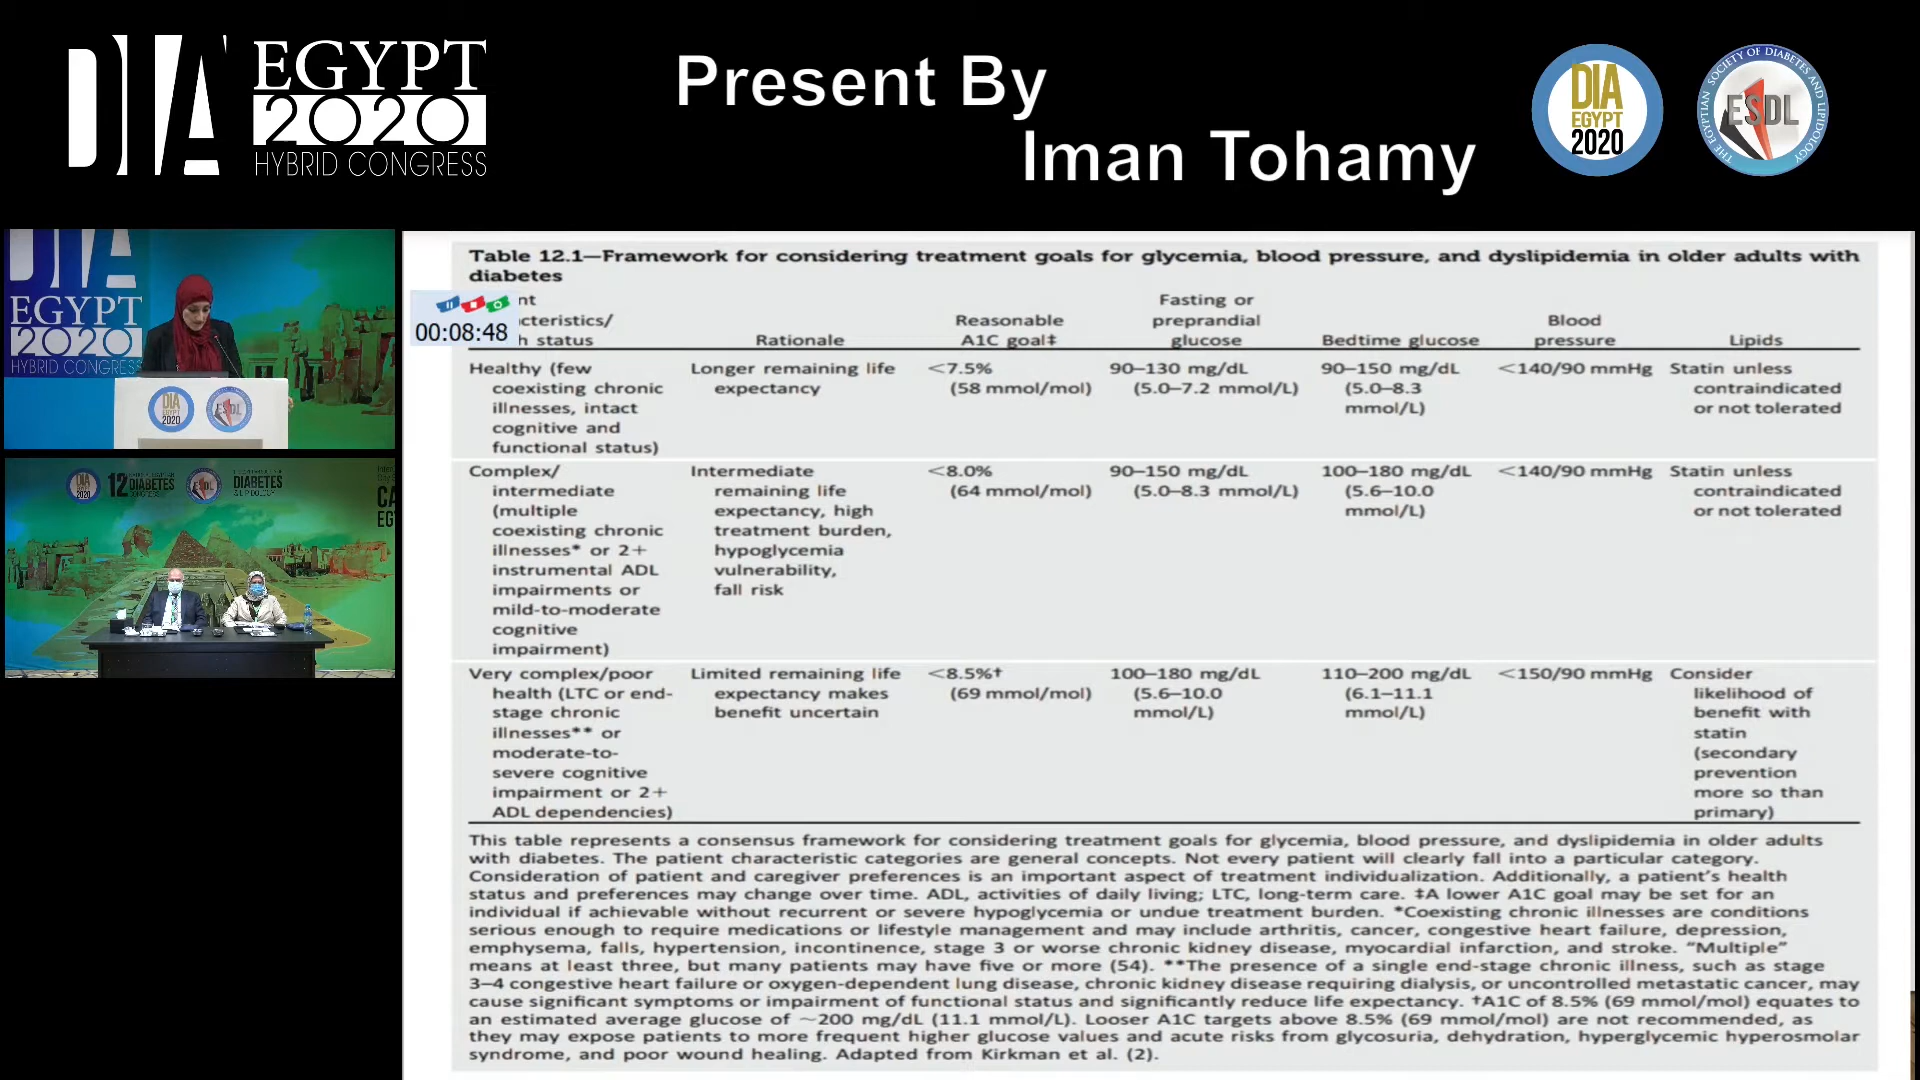 DIA
EGYPT
2020
HYBRID CONGRESS
Present By
Iman Tohamy
DIA
EGYPT
2020
THE EGYPTIAN SOCIETY OF DIABETES AND LIPIDOLOGY
ESDL
DIA
EGYPT
2020
HYBRID CONGRESS
DIA
EGYPT
2020
ESDL
12
DIABETES
DIABETES
& LIPIDOLOGY
CA
EG
00:08:48
Table 12.1—Framework for considering treatment goals for glycemia, blood pressure, and dyslipidemia in older adults with
diabetes
nt
cteristics/
h status
Rationale
Reasonable
A1C goal‡
Fasting or
preprandial
glucose
Bedtime glucose
Blood
pressure
Lipids
Healthy (few
coexisting chronic
illnesses, intact
cognitive and
functional status)
Longer remaining life
expectancy
<7.5%
(58 mmol/mol)
90–130 mg/dL
(5.0–7.2 mmol/L)
90–150 mg/dL
(5.0–8.3
mmol/L)
<140/90 mmHg
Statin unless
contraindicated
or not tolerated
Complex/
intermediate
(multiple
coexisting chronic
illnesses* or 2+
instrumental ADL
impairments or
mild-to-moderate
cognitive
impairment)
Intermediate
remaining life
expectancy, high
treatment burden,
hypoglycemia
vulnerability,
fall risk
<8.0%
(64 mmol/mol)
90–150 mg/dL
(5.0–8.3 mmol/L)
100–180 mg/dL
(5.6–10.0
mmol/L)
<140/90 mmHg
Statin unless
contraindicated
or not tolerated
Very complex/poor
health (LTC or end-
stage chronic
illnesses** or
moderate-to-
severe cognitive
impairment or 2+
ADL dependencies)
Limited remaining life
expectancy makes
benefit uncertain
<8.5%†
(69 mmol/mol)
100–180 mg/dL
(5.6–10.0
mmol/L)
110–200 mg/dL
(6.1–11.1
mmol/L)
<150/90 mmHg
Consider
likelihood of
benefit with
statin
(secondary
prevention
more so than
primary)
This table represents a consensus framework for considering treatment goals for glycemia, blood pressure, and dyslipidemia in older adults
with diabetes. The patient characteristic categories are general concepts. Not every patient will clearly fall into a particular category.
Consideration of patient and caregiver preferences is an important aspect of treatment individualization. Additionally, a patient's health
status and preferences may change over time. ADL, activities of daily living; LTC, long-term care. ‡A lower A1C goal may be set for an
individual if achievable without recurrent or severe hypoglycemia or undue treatment burden. *Coexisting chronic illnesses are conditions
serious enough to require medications or lifestyle management and may include arthritis, cancer, congestive heart failure, depression,
emphysema, falls, hypertension, incontinence, stage 3 or worse chronic kidney disease, myocardial infarction, and stroke. “Multiple”
means at least three, but many patients may have five or more (54). **The presence of a single end-stage chronic illness, such as stage
3–4 congestive heart failure or oxygen-dependent lung disease, chronic kidney disease requiring dialysis, or uncontrolled metastatic cancer, may
cause significant symptoms or impairment of functional status and significantly reduce life expectancy. †A1C of 8.5% (69 mmol/mol) equates to
an estimated average glucose of ~200 mg/dL (11.1 mmol/L). Looser A1C targets above 8.5% (69 mmol/mol) are not recommended, as
they may expose patients to more frequent higher glucose values and acute risks from glycosuria, dehydration, hyperglycemic hyperosmolar
syndrome, and poor wound healing. Adapted from Kirkman et al. (2).